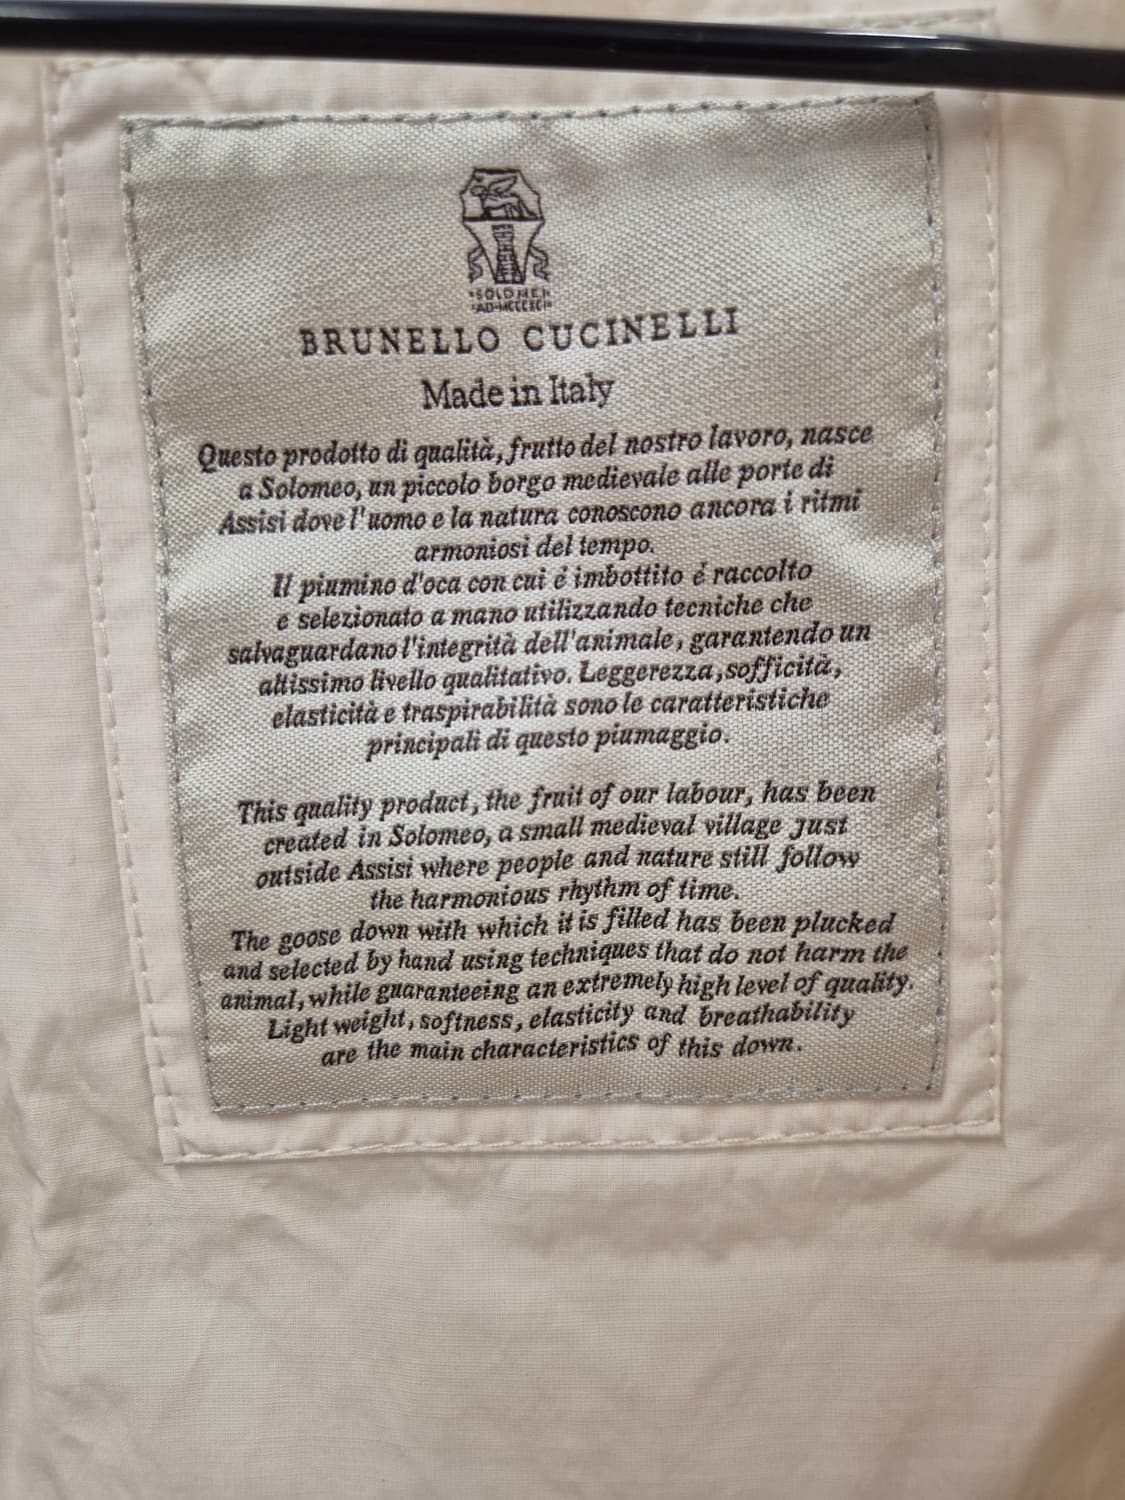 SOLOMEI
AD·MCCCXCI
BRUNELLO CUCINELLI
Made in Italy
Questo prodotto di qualità, frutto del nostro lavoro, nasce
a Solomeo, un piccolo borgo medievale alle porte di
Assisi dove l'uomo e la natura conoscono ancora i ritmi
armoniosi del tempo.
Il piumino d'oca con cui é imbottito é raccolto
e selezionato a mano utilizzando tecniche che
salvaguardano l'integrità dell'animale, garantendo un
altissimo livello qualitativo. Leggerezza, sofficità,
elasticità e traspirabilità sono le caratteristiche
principali di questo piumaggio.
This quality product, the fruit of our labour, has been
created in Solomeo, a small medieval village just
outside Assisi where people and nature still follow
the harmonious rhythm of time.
The goose down with which it is filled has been plucked
and selected by hand using techniques that do not harm the
animal, while guaranteeing an extremely high level of quality.
Light weight, softness, elasticity and breathability
are the main characteristics of this down.